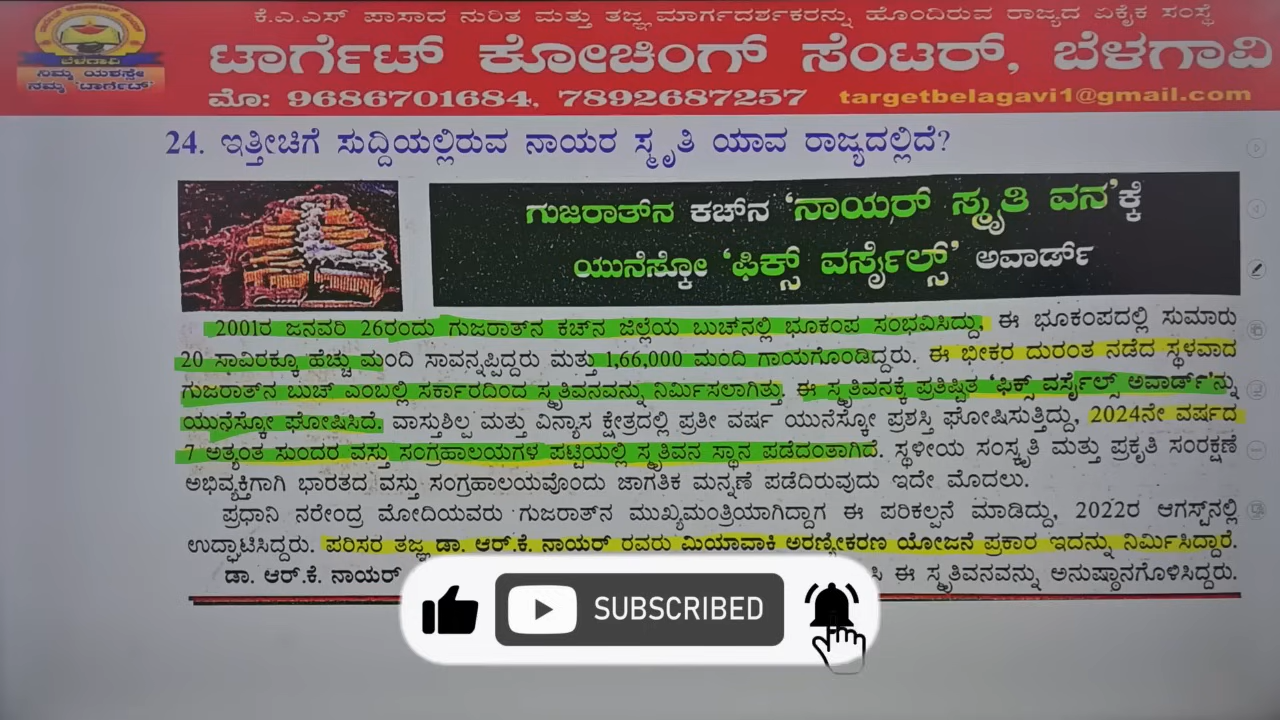 ಕೆ.ಎ.ಎಸ್ ಪಾಸಾದ ನುರಿತ ಮತ್ತು ತಜ್ಞ ಮಾರ್ಗದರ್ಶಕರನ್ನು ಹೊಂದಿರುವ ರಾಜ್ಯದ ಏಕೈಕ ಸಂಸ್ಥೆ
ಟಾರ್ಗೆಟ್ ಕೋಚಿಂಗ್ ಸೆಂಟರ್, ಬೆಳಗಾವಿ
ಬೆಳಗಾವಿ
ನಿಮ್ಮ ಯಶಸ್ಸೇ
ನಮ್ಮ 'ಟಾರ್ಗೆಟ್'
ಮೊ: 9686701684, 7892687257 targetbelagavi1@gmail.com
24. ಇತ್ತೀಚಿಗೆ ಸುದ್ದಿಯಲ್ಲಿರುವ ನಾಯರ ಸ್ಮೃತಿ ಯಾವ ರಾಜ್ಯದಲ್ಲಿದೆ?
ಗುಜರಾತ್‌ನ ಕಚ್‌ನ 'ನಾಯರ್ ಸ್ಮೃತಿ ವನ'ಕ್ಕೆ
ಯುನೆಸ್ಕೋ 'ಫಿಕ್ಸ್ ವರ್ಸೈಲ್ಸ್' ಅವಾರ್ಡ್
2001ರ ಜನವರಿ 26ರಂದು ಗುಜರಾತ್‌ನ ಕಚ್‌ನ ಜಿಲ್ಲೆಯ ಬುಚ್‌ನಲ್ಲಿ ಭೂಕಂಪ ಸಂಭವಿಸಿದ್ದು, ಈ ಭೂಕಂಪದಲ್ಲಿ ಸುಮಾರು
20 ಸಾವಿರಕ್ಕೂ ಹೆಚ್ಚು ಮಂದಿ ಸಾವನ್ನಪ್ಪಿದ್ದರು ಮತ್ತು 1,66,000 ಮಂದಿ ಗಾಯಗೊಂಡಿದ್ದರು. ಈ ಭೀಕರ ದುರಂತ ನಡೆದ ಸ್ಥಳವಾದ
ಗುಜರಾತ್‌ನ ಬುಚ್ ಎಂಬಲ್ಲಿ ಸರ್ಕಾರದಿಂದ ಸ್ಮೃತಿವನವನ್ನು ನಿರ್ಮಿಸಲಾಗಿತ್ತು. ಈ ಸ್ಮೃತಿವನಕ್ಕೆ ಪ್ರತಿಷ್ಠಿತ 'ಫಿಕ್ಸ್ ವರ್ಸೈಲ್ಸ್ ಅವಾರ್ಡ್'ನ್ನು
ಯುನೆಸ್ಕೋ ಘೋಷಿಸಿದೆ. ವಾಸ್ತುಶಿಲ್ಪ ಮತ್ತು ವಿನ್ಯಾಸ ಕ್ಷೇತ್ರದಲ್ಲಿ ಪ್ರತೀ ವರ್ಷ ಯುನೆಸ್ಕೋ ಪ್ರಶಸ್ತಿ ಘೋಷಿಸುತ್ತಿದ್ದು, 2024ನೇ ವರ್ಷದ
7 ಅತ್ಯಂತ ಸುಂದರ ವಸ್ತು ಸಂಗ್ರಹಾಲಯಗಳ ಪಟ್ಟಿಯಲ್ಲಿ ಸ್ಮೃತಿವನ ಸ್ಥಾನ ಪಡೆದಂತಾಗಿದೆ. ಸ್ಥಳೀಯ ಸಂಸ್ಕೃತಿ ಮತ್ತು ಪ್ರಕೃತಿ ಸಂರಕ್ಷಣೆ
ಅಭಿವ್ಯಕ್ತಿಗಾಗಿ ಭಾರತದ ವಸ್ತು ಸಂಗ್ರಹಾಲಯವೊಂದು ಜಾಗತಿಕ ಮನ್ನಣೆ ಪಡೆದಿರುವುದು ಇದೇ ಮೊದಲು.
ಪ್ರಧಾನಿ ನರೇಂದ್ರ ಮೋದಿಯವರು ಗುಜರಾತ್‌ನ ಮುಖ್ಯಮಂತ್ರಿಯಾಗಿದ್ದಾಗ ಈ ಪರಿಕಲ್ಪನೆ ಮಾಡಿದ್ದು, 2022ರ ಆಗಸ್ಟ್‌ನಲ್ಲಿ
ಉದ್ಘಾಟಿಸಿದ್ದರು. ಪರಿಸರ ತಜ್ಞ ಡಾ. ಆರ್.ಕೆ. ನಾಯರ್ ರವರು ಮಿಯಾವಾಕಿ ಅರಣ್ಯೀಕರಣ ಯೋಜನೆ ಪ್ರಕಾರ ಇದನ್ನು ನಿರ್ಮಿಸಿದ್ದಾರೆ.
ಡಾ. ಆರ್.ಕೆ. ನಾಯರ್ ಈ ಸ್ಮೃತಿವನವನ್ನು ಅನುಷ್ಠಾನಗೊಳಿಸಿದ್ದರು.
SUBSCRIBED